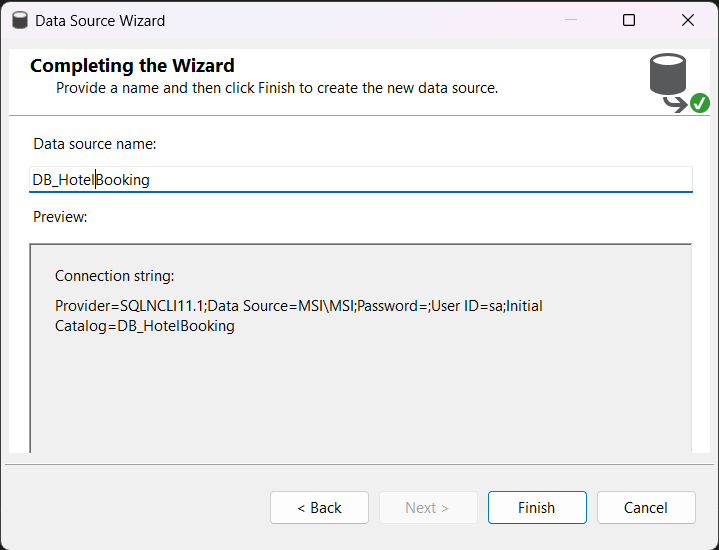 Data Source Wizard
Completing the Wizard
Provide a name and then click Finish to create the new data source.
Data source name:
DB_HotelBooking
Preview:
Connection string:
Provider=SQLNCLI11.1;Data Source=MSI\MSI;Password=;User ID=sa;Initial
Catalog=DB_HotelBooking
< Back
Next >
Finish
Cancel